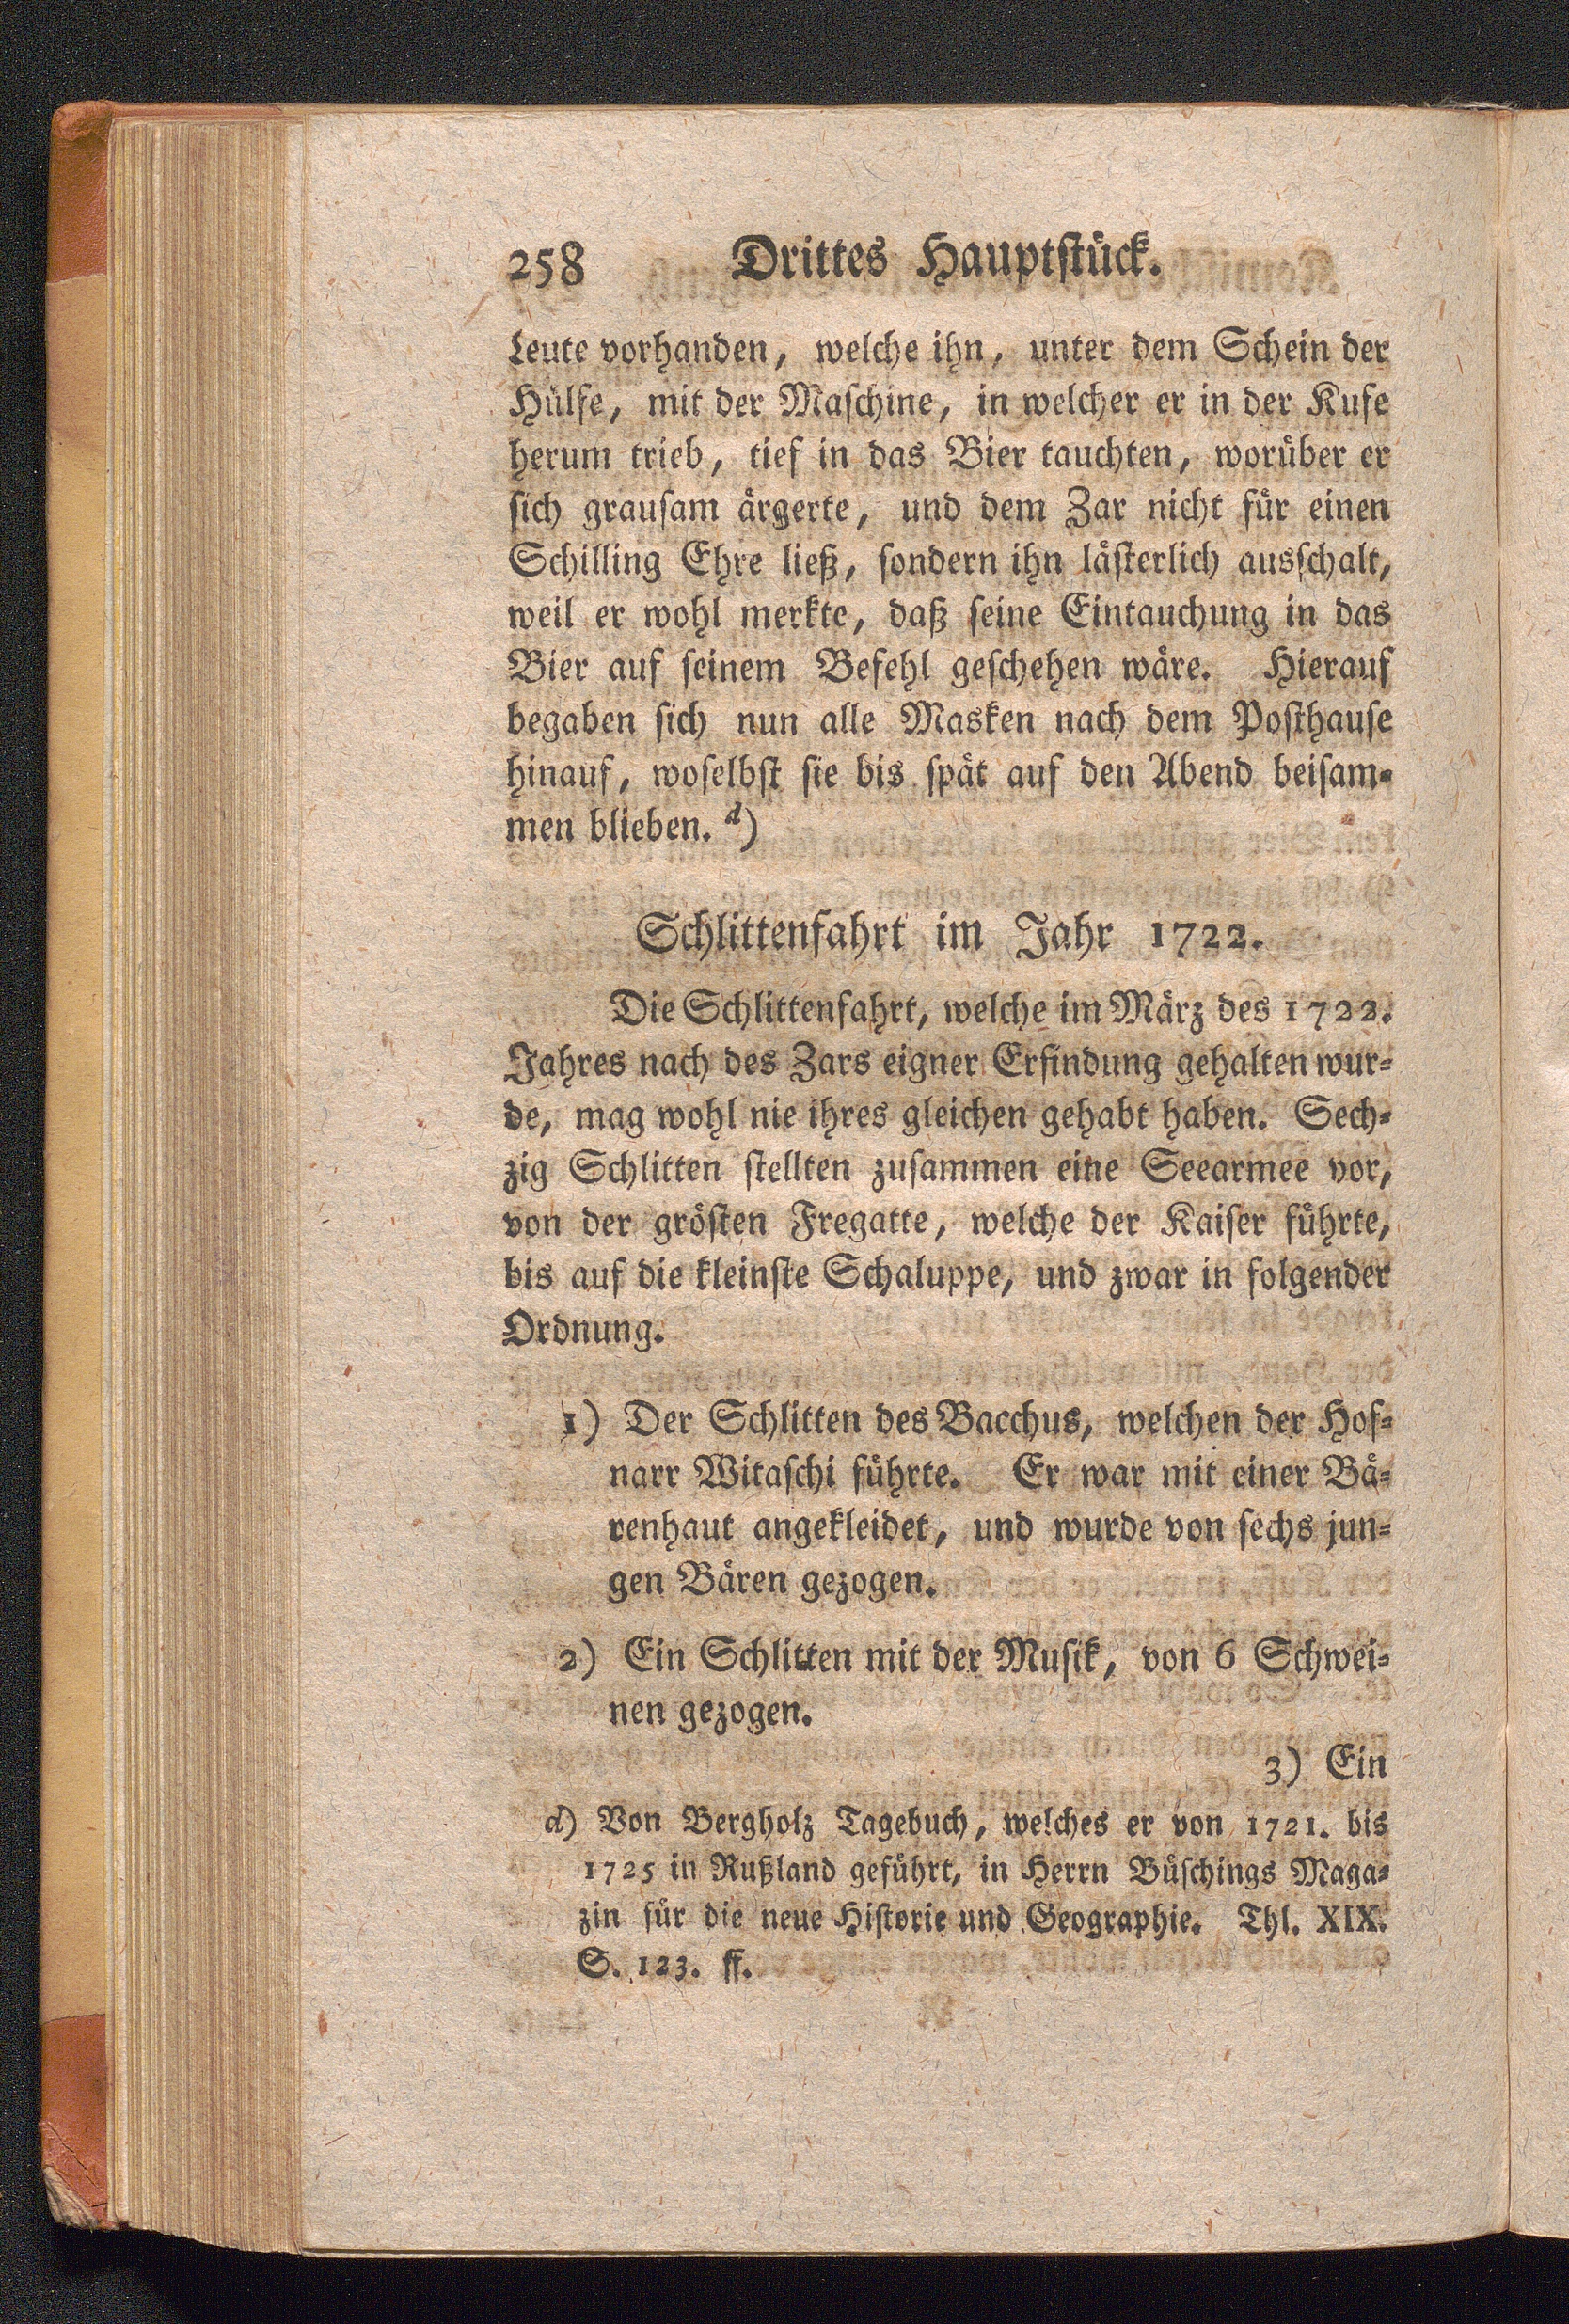 258 Drittes Hauptstück.
Leute vorhanden, welche ihn, unter dem Schein der
Hülfe, mit der Maſchine, in welcher er in der Kufe
herum trieb, tief in das Bier tauchten, worüber er
ſich grauſam ärgerte, und dem Zar nicht für einen
Schilling Ehre ließ, ſondern ihn läſterlich ausſchalt,
weil er wohl merkte, daß ſeine Eintauchung in das
Bier auf ſeinem Befehl geſchehen wäre. Hierauf
begaben ſich nun alle Masken nach dem Poſthauſe
hinauf, woſelbſt ſie bis ſpät auf den Abend beiſam⸗
men blieben. d)
Schlittenfahrt im Jahr 1722.
Die Schlittenfahrt, welche im März des 1722.
Jahres nach des Zars eigner Erfindung gehalten wur⸗
de, mag wohl nie ihres gleichen gehabt haben. Sech⸗
zig Schlitten ſtellten zuſammen eine Seearmee vor,
von der gröſten Fregatte, welche der Kaiſer führte,
bis auf die kleinſte Schaluppe, und zwar in folgender
Ordnung.
1) Der Schlitten des Bacchus, welchen der Hof⸗
narr Witaſchi führte. Er war mit einer Bä⸗
renhaut angekleidet, und wurde von ſechs jun⸗
gen Bären gezogen.
2) Ein Schlitten mit der Muſik, von 6 Schwei⸗
nen gezogen.
3) Ein
d) Von Bergholz Tagebuch, welches er von 1721. bis
1725 in Rußland geführt, in Herrn Büſchings Maga⸗
zin für die neue Hiſtorie und Geographie. Thl. XIX.
S. 123. ff.